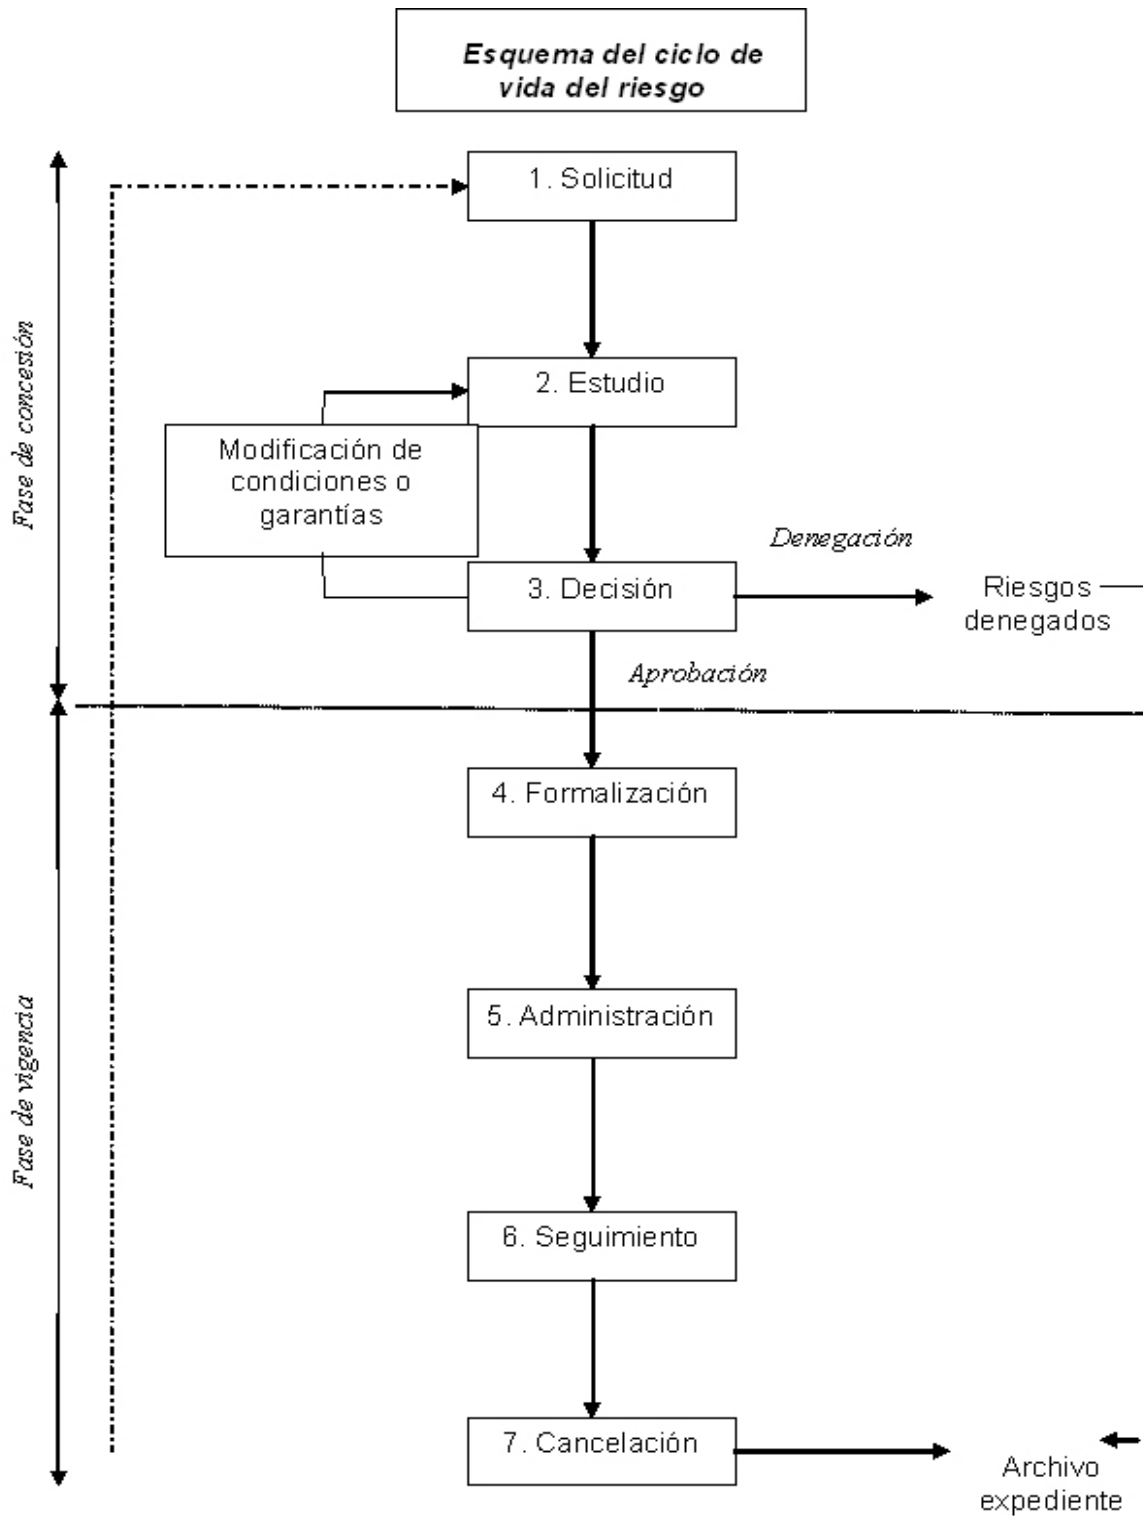 Esquema del ciclo de
vida del riesgo
1. Solicitud
Fase de concesión
2. Estudio
Modificación de
condiciones o
garantías
Denegación
3. Decisión
Riesgos
denegados
Aprobación
4. Formalización
Fase de vigencia
5. Administración
6. Seguimiento
7. Cancelación
Archivo
expediente